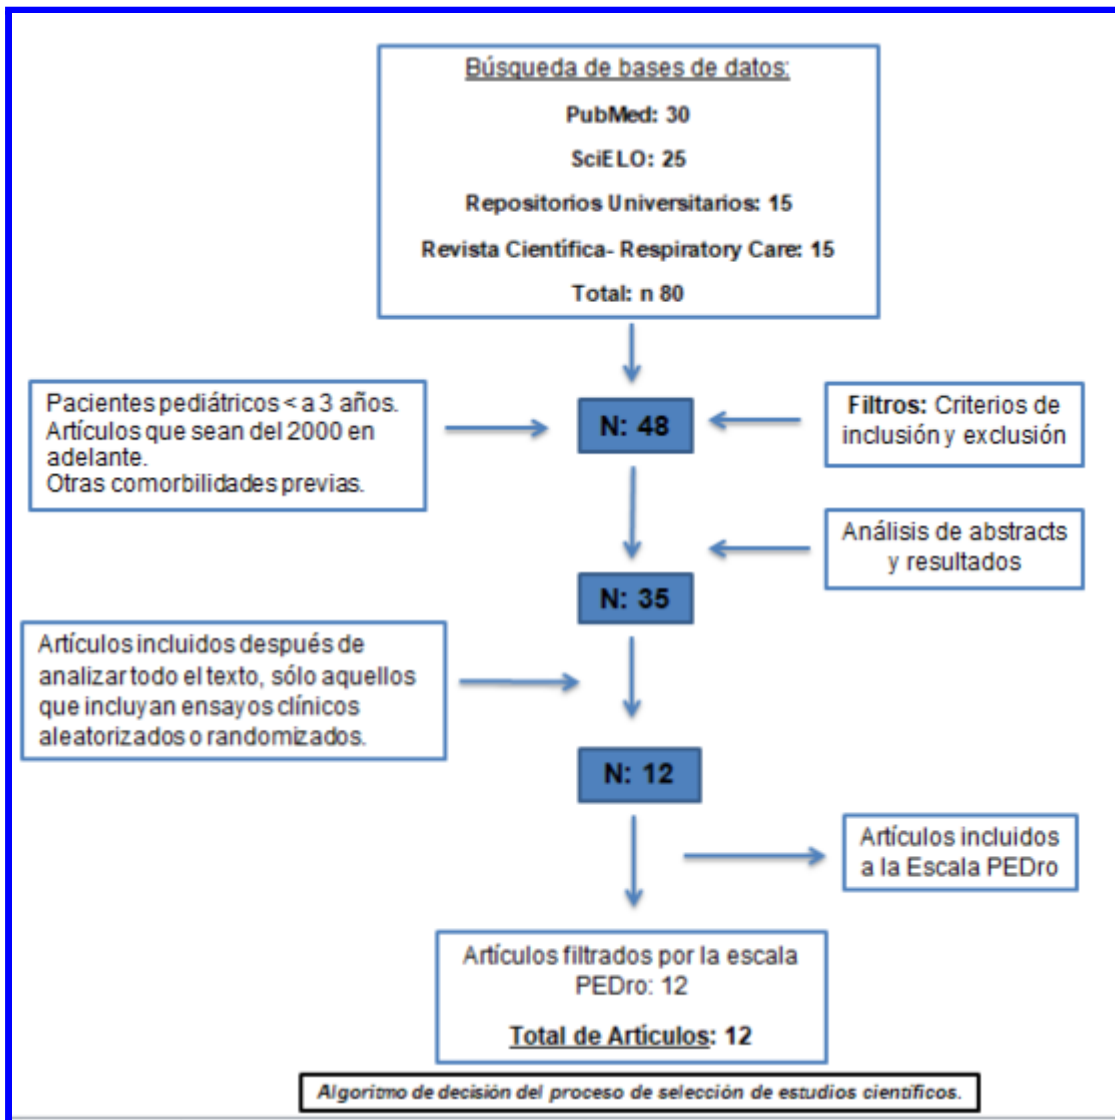 Búsqueda de bases de datos:
PubMed: 30
SciELO: 25
Repositorios Universitarios: 15
Revista Científica- Respiratory Care: 15
Total: n 80
Pacientes pediátricos < a 3 años.
Artículos que sean del 2000 en
adelante.
Otras comorbilidades previas.
N: 48
Filtros: Criterios de
inclusión y exclusión
Análisis de abstracts
y resultados
N: 35
Artículos incluidos después de
analizar todo el texto, sólo aquellos
que incluyan ensayos clínicos
aleatorizados o randomizados.
N: 12
Artículos incluidos
a la Escala PEDro
Artículos filtrados por la escala
PEDro: 12
Total de Artículos: 12
Algoritmo de decisión del proceso de selección de estudios científicos.